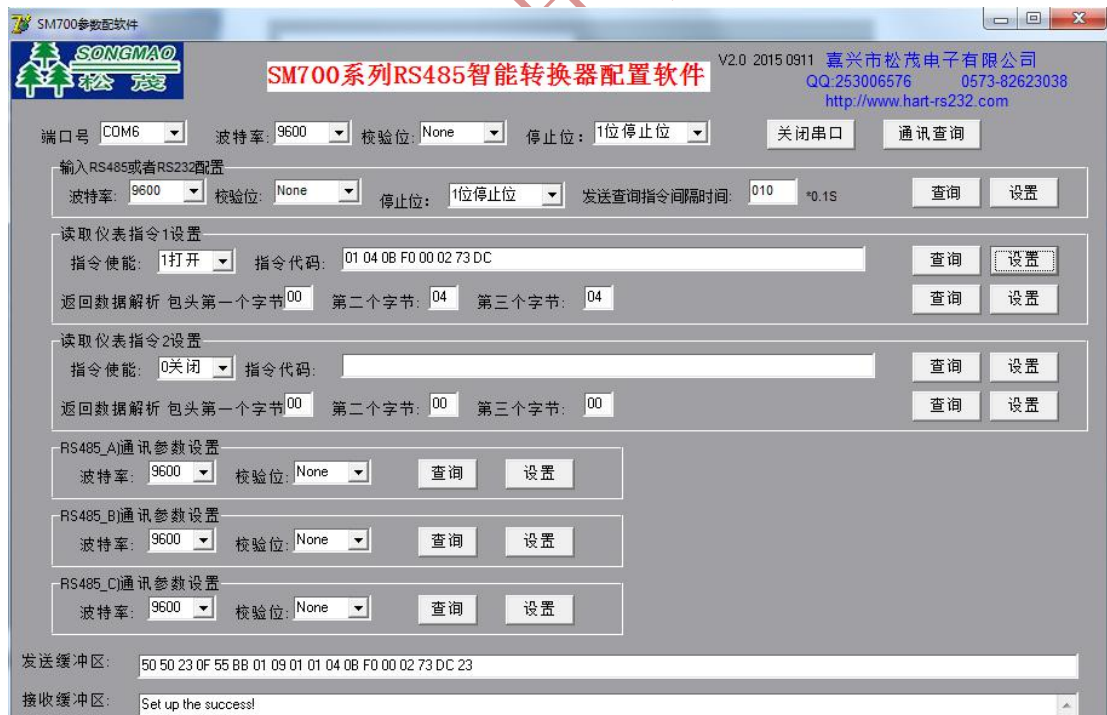 SM700参数配软件
SONGMAO
松茂
SM700系列RS485智能转换器配置软件
V2.0 20150911 嘉兴市松茂电子有限公司
QQ:253006576 0573-82623038
http://www.hart-rs232.com
端口号 COM6 波特率: 9600 校验位: None 停止位: 1位停止位 关闭串口 通讯查询
输入RS485或者RS232配置
波特率: 9600 校验位: None 停止位: 1位停止位 发送查询指令间隔时间: 010 *0.1S 查询 设置
读取仪表指令1设置
指令使能: 1打开 指令代码: 01 04 0B F0 00 02 73 DC 查询 设置
返回数据解析 包头第一个字节 00 第二个字节: 04 第三个字节: 04 查询 设置
读取仪表指令2设置
指令使能: 0关闭 指令代码: 查询 设置
返回数据解析 包头第一个字节 00 第二个字节: 00 第三个字节: 00 查询 设置
RS485_A)通讯参数设置
波特率: 9600 校验位: None 查询 设置
RS485_B)通讯参数设置
波特率: 9600 校验位: None 查询 设置
RS485_C)通讯参数设置
波特率: 9600 校验位: None 查询 设置
发送缓冲区: 50 50 23 0F 55 BB 01 09 01 01 04 0B F0 00 02 73 DC 23
接收缓冲区: Set up the success!